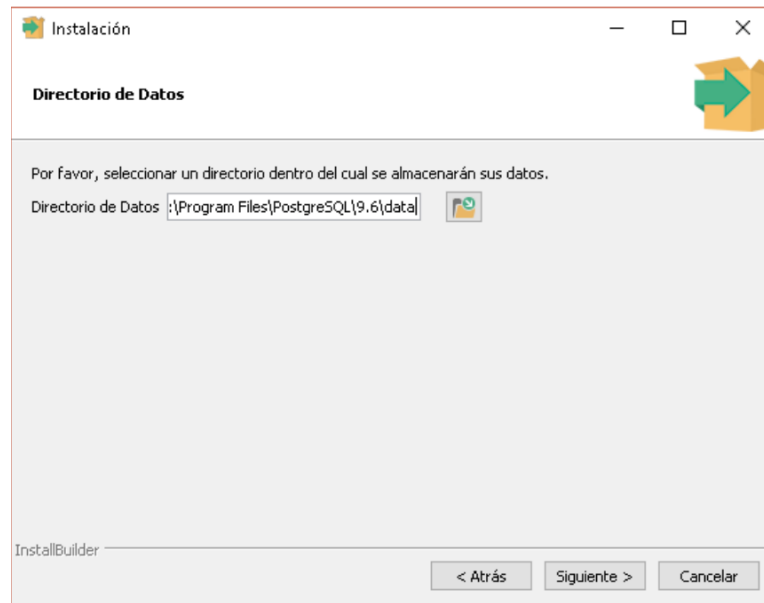 Instalación
Directorio de Datos
Por favor, seleccionar un directorio dentro del cual se almacenarán sus datos.
Directorio de Datos :\Program Files\PostgreSQL\9.6\data
InstallBuilder
< Atrás Siguiente > Cancelar